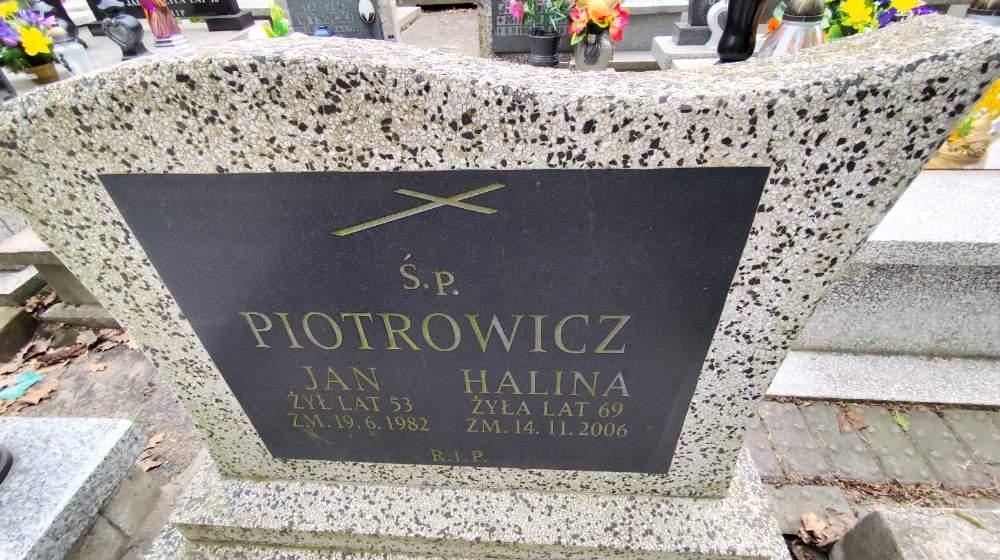 Ś.P.
PIOTROWICZ
JAN
ŻYŁ LAT 53
ZM. 19. 6. 1982
HALINA
ŻYŁA LAT 69
ZM. 14. 11. 2006
R.I.P.